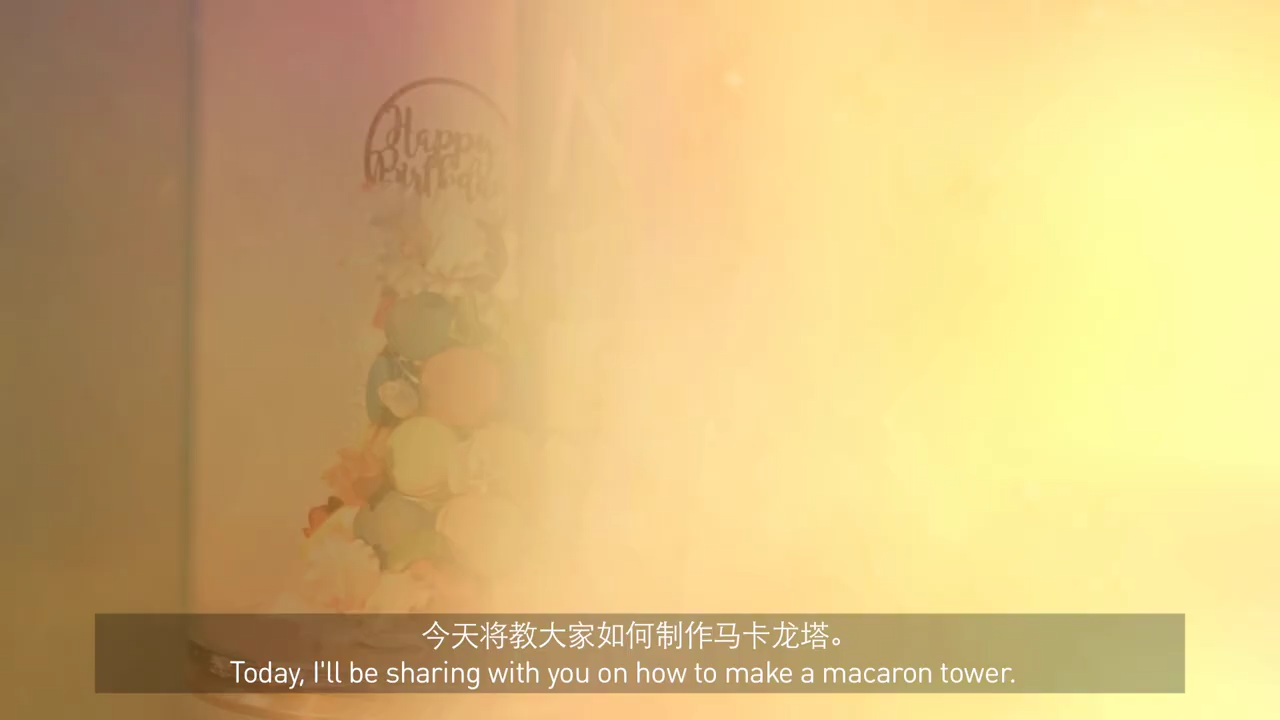 Happy
Birthday
今天将教大家如何制作马卡龙塔。
Today, I'll be sharing with you on how to make a macaron tower.